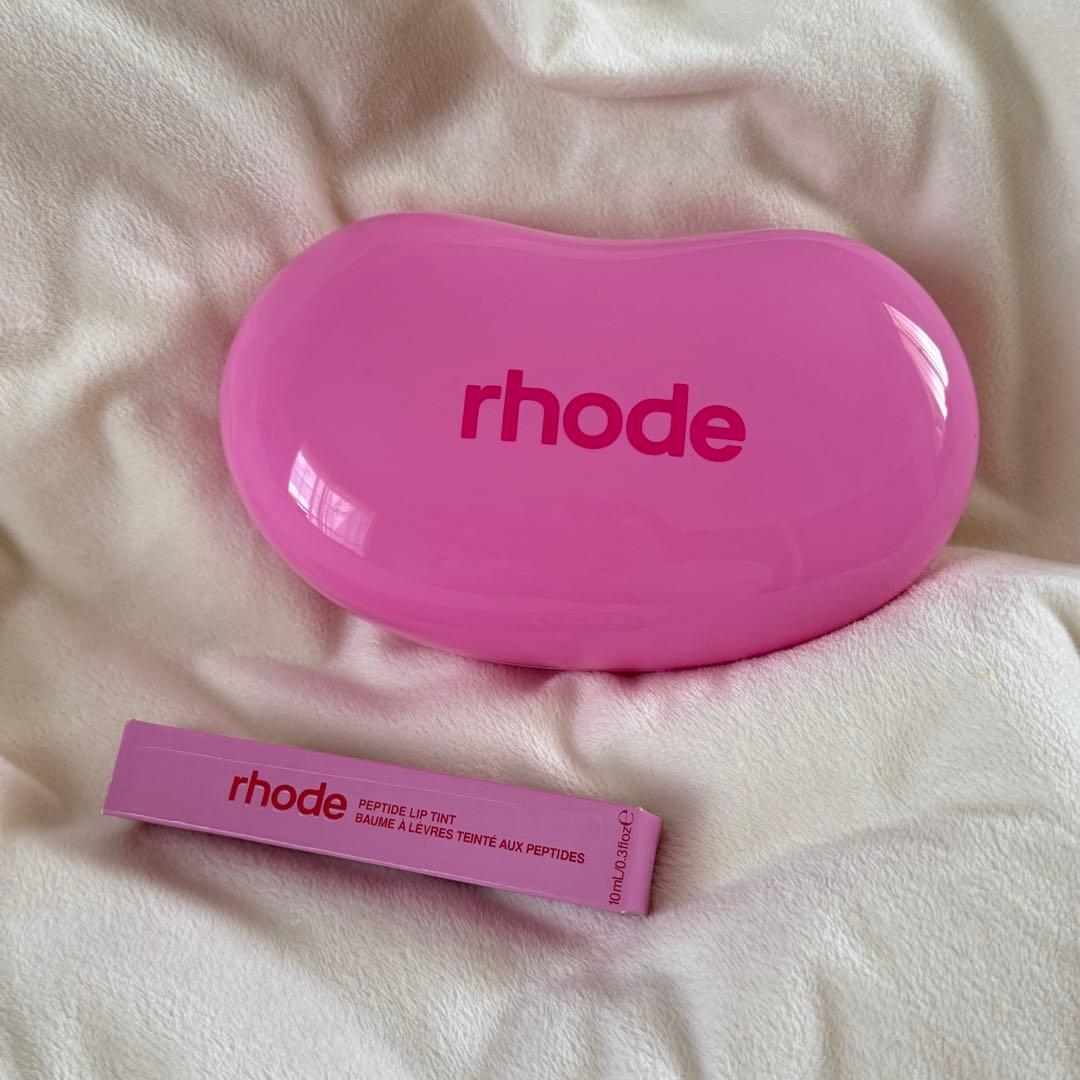 rhode
rhode
PEPTIDE LIP TINT
BAUME À LÈVRES TEINTÉ AUX PEPTIDES
10mL/0.3floz℮